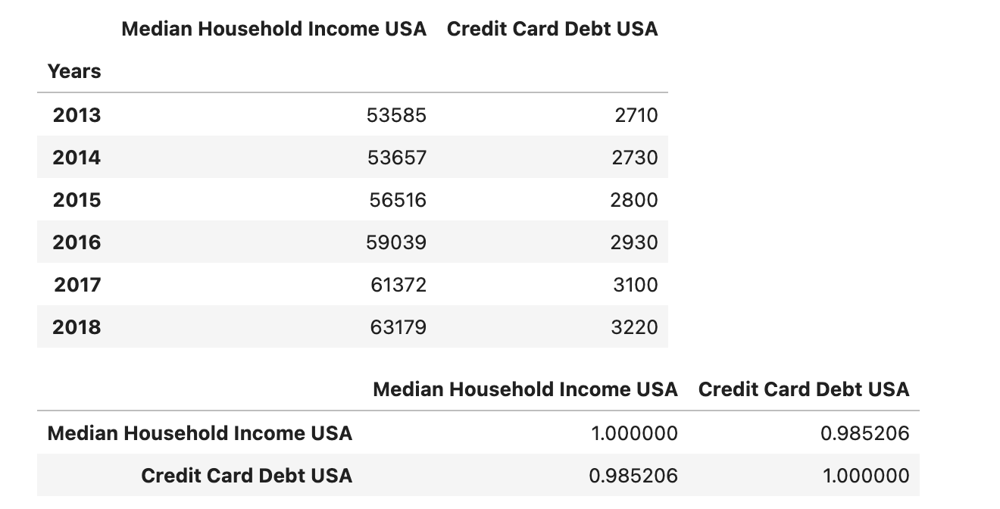 Median Household Income USA Credit Card Debt USA
Years
2013 53585 2710
2014 53657 2730
2015 56516 2800
2016 59039 2930
2017 61372 3100
2018 63179 3220
Median Household Income USA Credit Card Debt USA
Median Household Income USA 1.000000 0.985206
Credit Card Debt USA 0.985206 1.000000